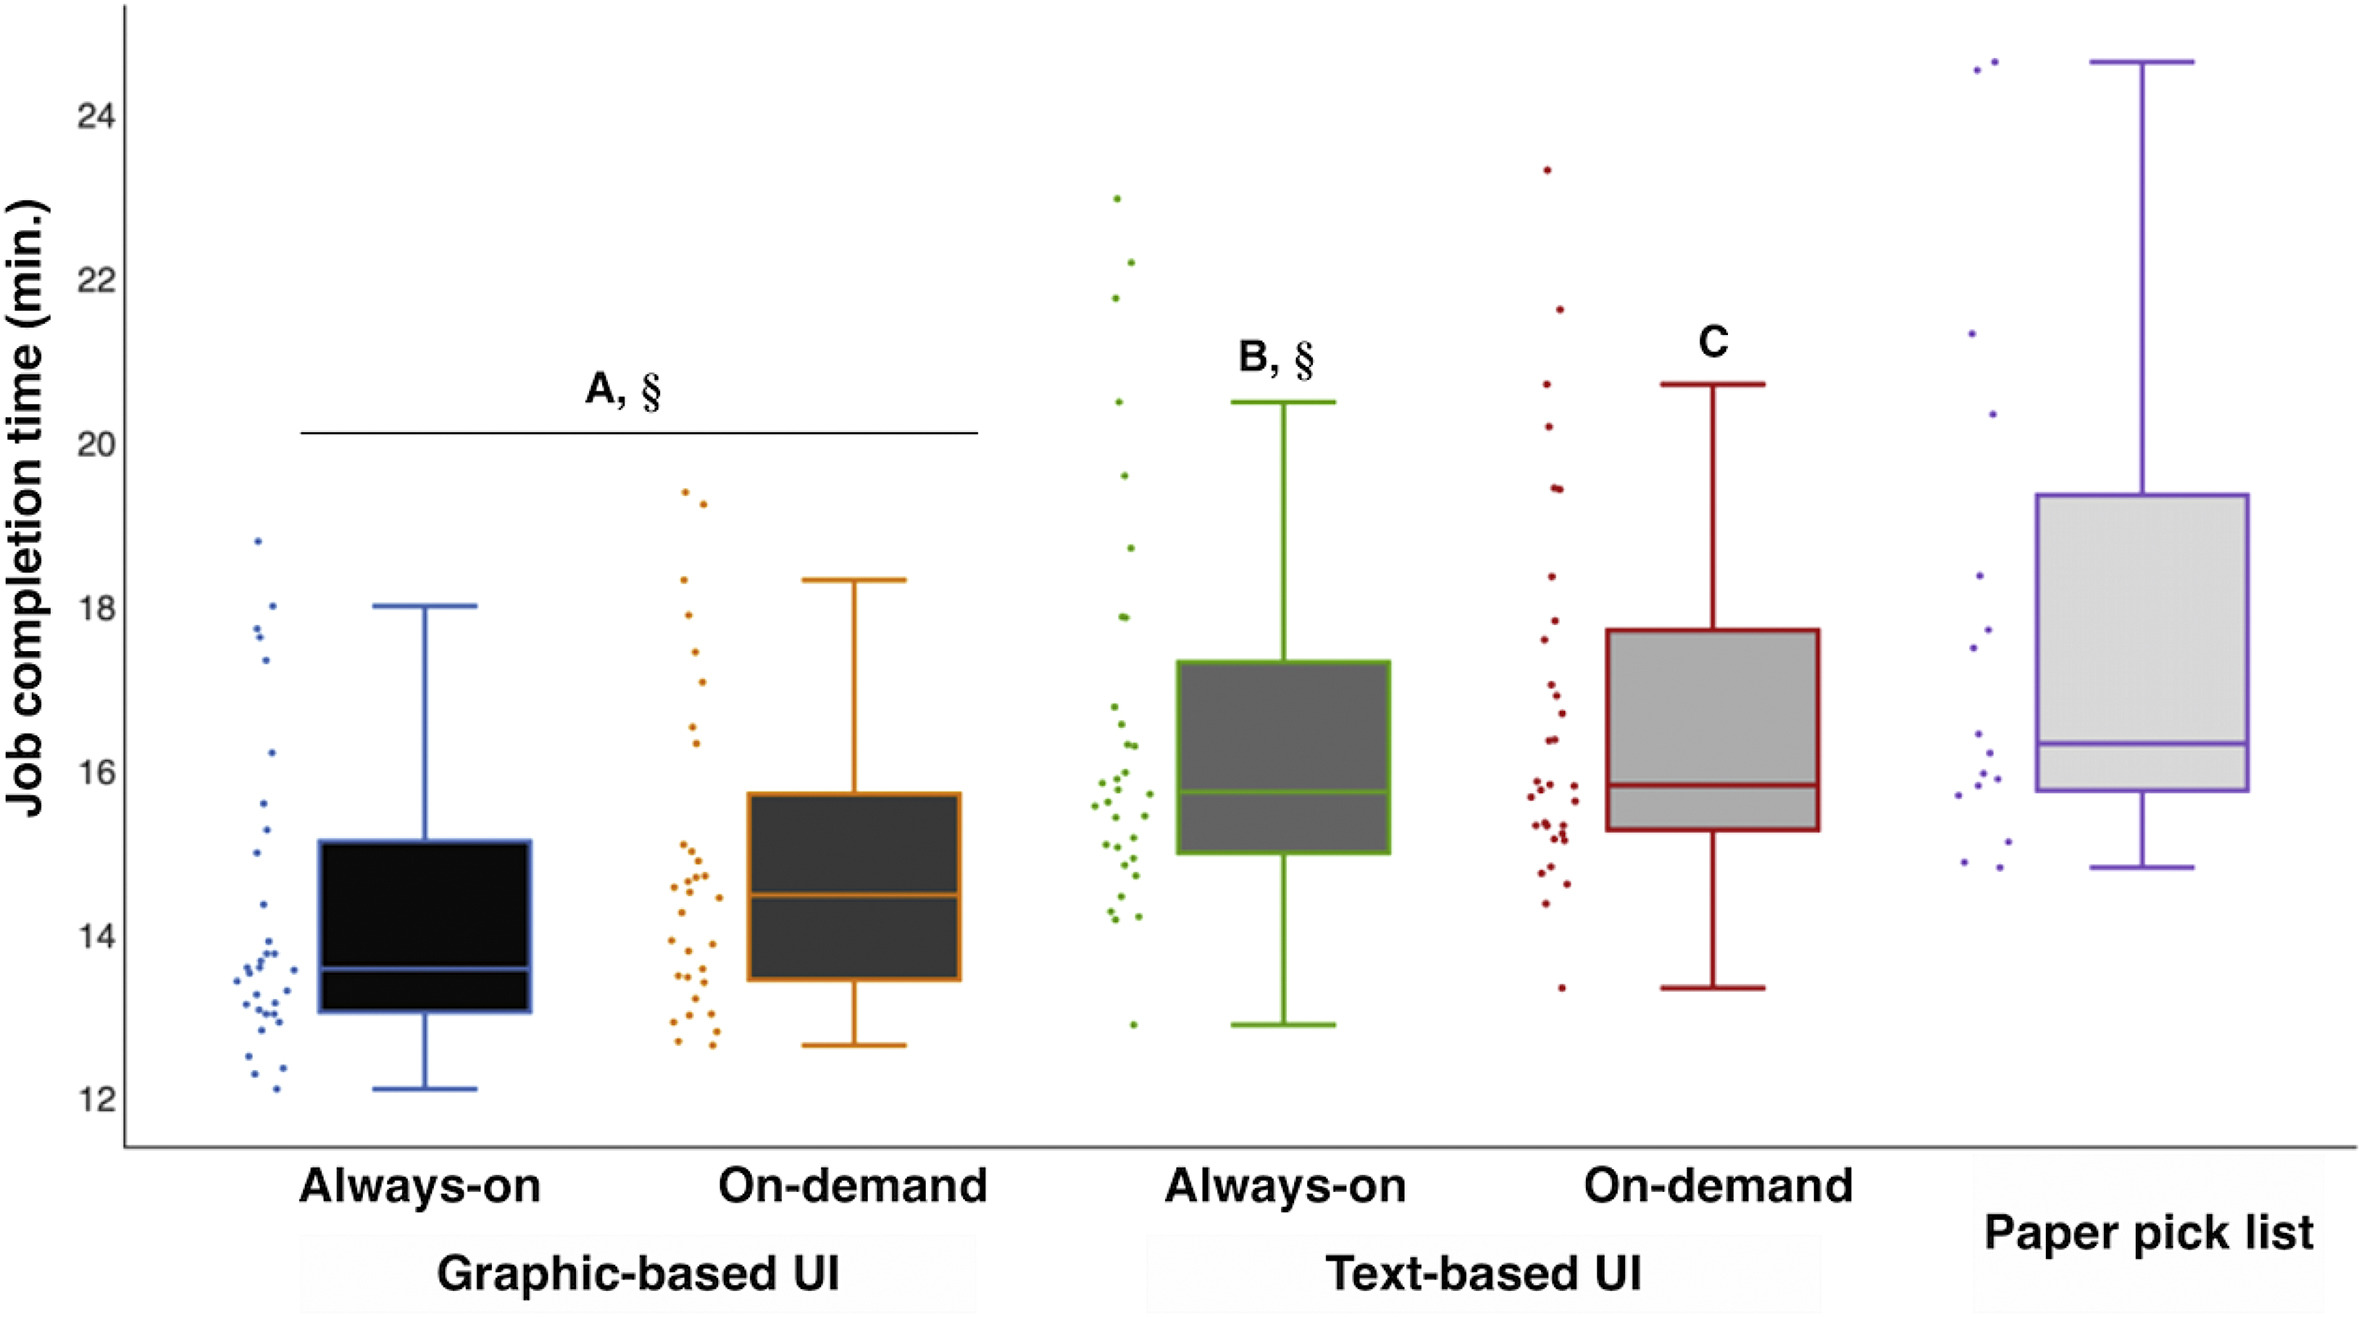 Job completion time (min.)
24
22
20
18
16
14
12
A, §
B, §
C
Always-on
On-demand
Always-on
On-demand
Graphic-based UI
Text-based UI
Paper pick list